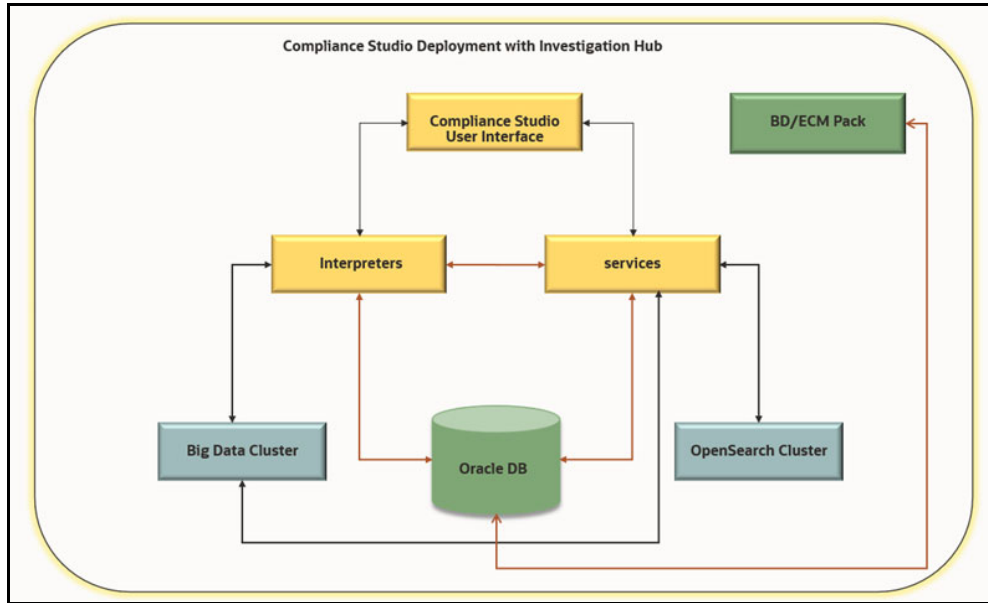 Compliance Studio Deployment with Investigation Hub
Compliance Studio
User Interface
BD/ECM Pack
Interpreters
services
Big Data Cluster
Oracle DB
OpenSearch Cluster